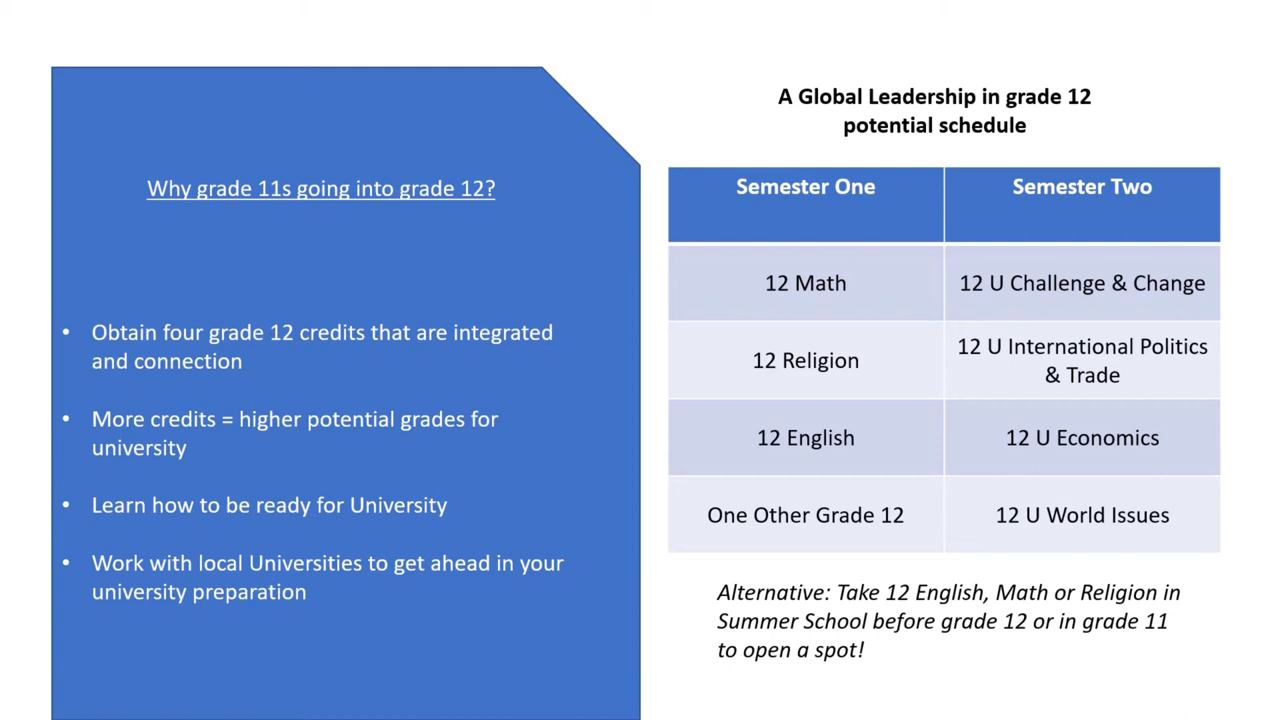 Why grade 11s going into grade 12?
• Obtain four grade 12 credits that are integrated
and connection
• More credits = higher potential grades for
university
• Learn how to be ready for University
• Work with local Universities to get ahead in your
university preparation
A Global Leadership in grade 12
potential schedule
Semester One
Semester Two
12 Math
12 U Challenge & Change
12 Religion
12 U International Politics
& Trade
12 English
12 U Economics
One Other Grade 12
12 U World Issues
Alternative: Take 12 English, Math or Religion in
Summer School before grade 12 or in grade 11
to open a spot!